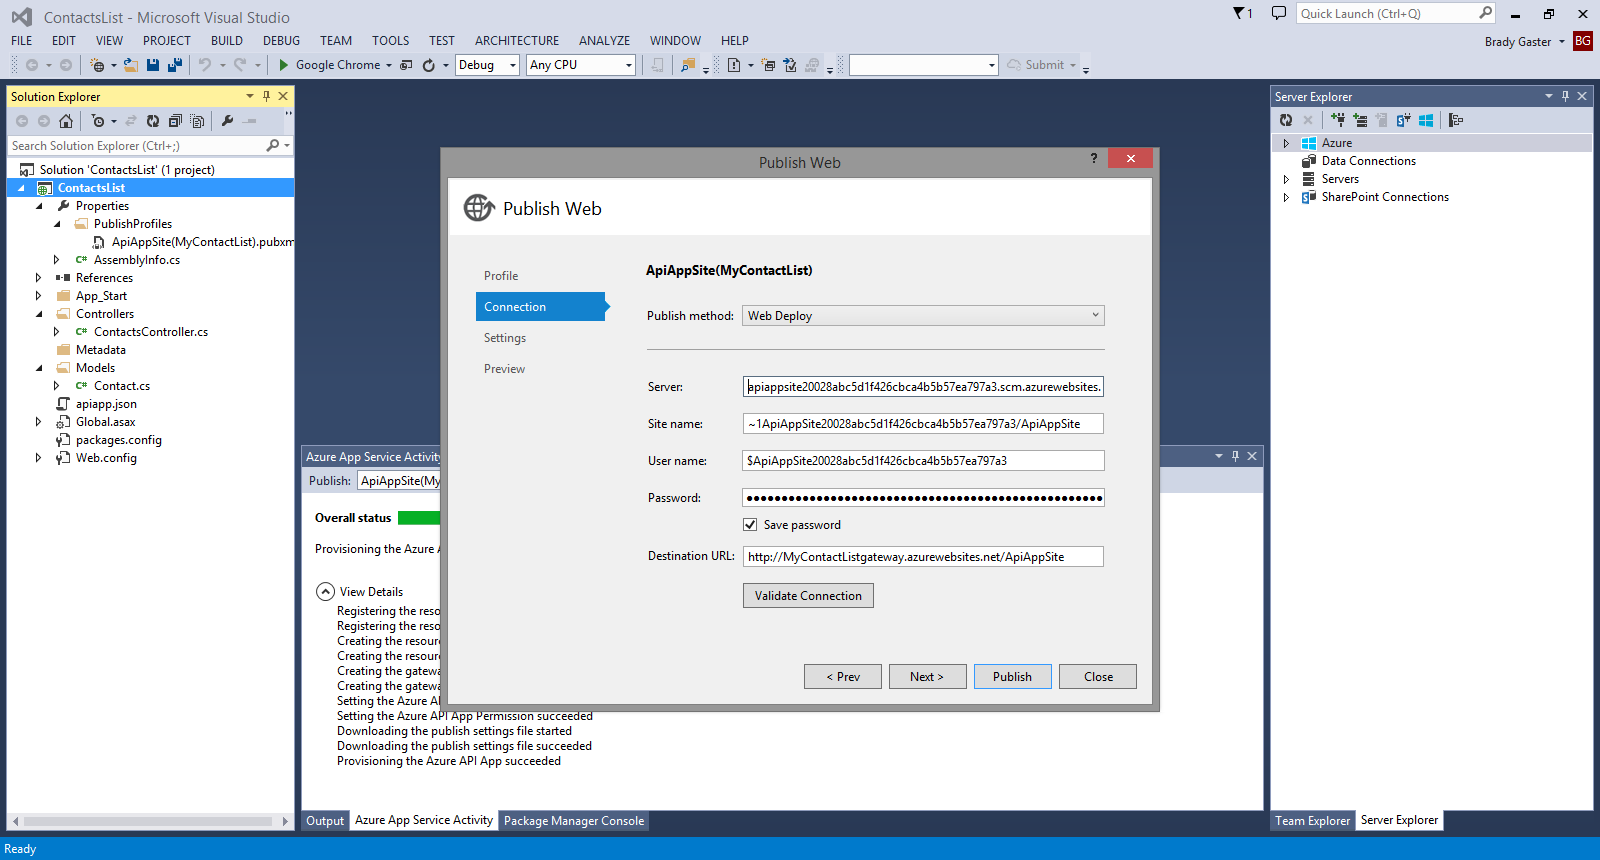 ContactsList - Microsoft Visual Studio
1
Quick Launch (Ctrl+Q)
FILE EDIT VIEW PROJECT BUILD DEBUG TEAM TOOLS TEST ARCHITECTURE ANALYZE WINDOW HELP
Brady Gaster BG
Google Chrome Debug Any CPU Submit
Solution Explorer
Search Solution Explorer (Ctrl+;)
Solution 'ContactsList' (1 project)
ContactsList
Properties
PublishProfiles
ApiAppSite(MyContactList).pubxm
C# AssemblyInfo.cs
References
App_Start
Controllers
C# ContactsController.cs
Metadata
Models
C# Contact.cs
apiapp.json
Global.asax
packages.config
Web.config
Publish Web
?
Publish Web
Profile
Connection
Settings
Preview
ApiAppSite(MyContactList)
Publish method: Web Deploy
Server: apiappsite20028abc5d1f426cbca4b5b57ea797a3.scm.azurewebsites.
Site name: ~1ApiAppSite20028abc5d1f426cbca4b5b57ea797a3/ApiAppSite
User name: $ApiAppSite20028abc5d1f426cbca4b5b57ea797a3
Password:
Save password
Destination URL: http://MyContactListgateway.azurewebsites.net/ApiAppSite
Validate Connection
< Prev Next > Publish Close
Azure App Service Activity
Publish: ApiAppSite(My
Overall status
Provisioning the Azure A
View Details
Registering the reso
Registering the reso
Creating the resour
Creating the resour
Creating the gatewa
Creating the gatewa
Setting the Azure AP
Setting the Azure API App Permission succeeded
Downloading the publish settings file started
Downloading the publish settings file succeeded
Provisioning the Azure API App succeeded
Output Azure App Service Activity Package Manager Console
Server Explorer
Azure
Data Connections
Servers
SharePoint Connections
Team Explorer Server Explorer
Ready